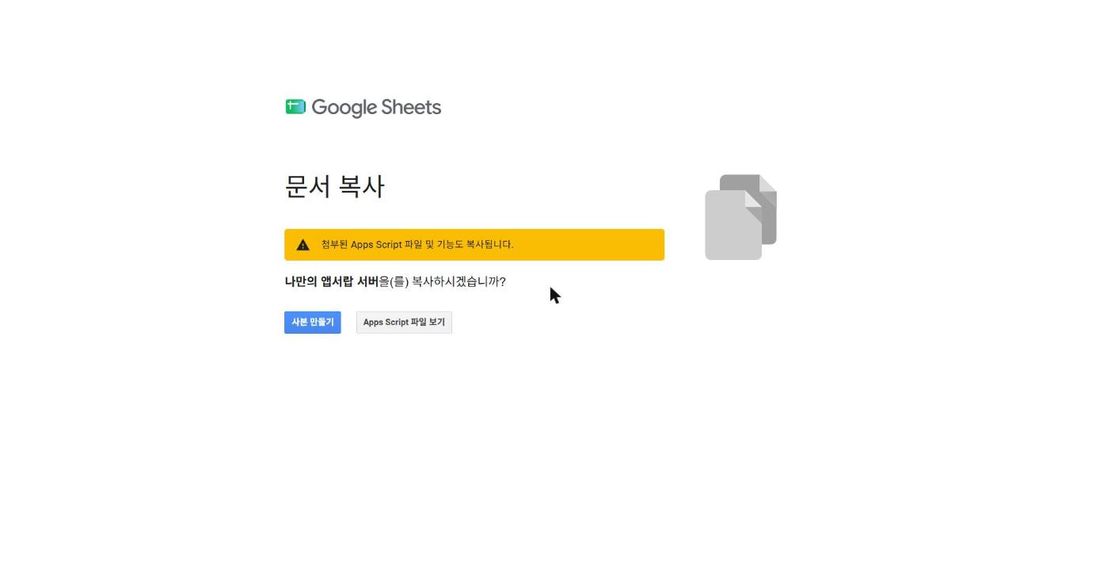 Google Sheets
문서 복사
첨부된 Apps Script 파일 및 기능도 복사됩니다.
나만의 앱서랍 서버을(를) 복사하시겠습니까?
사본 만들기
Apps Script 파일 보기